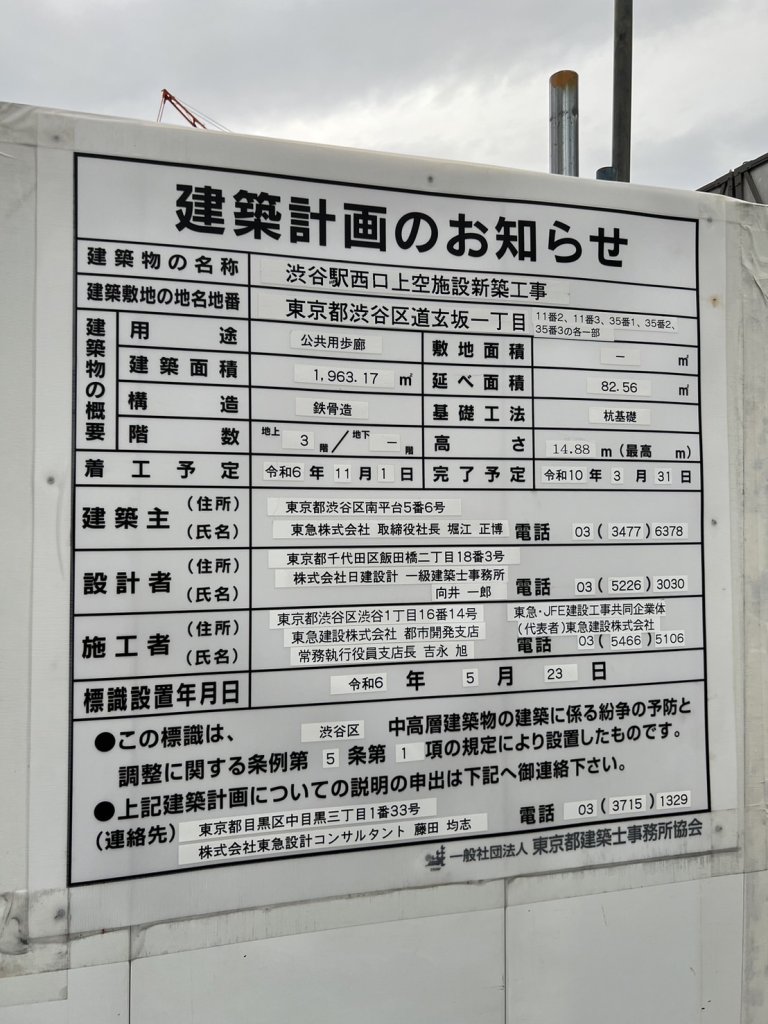 建築計画のお知らせ
建築物の名称 渋谷駅西口上空施設新築工事
建築敷地の地名地番 東京都渋谷区道玄坂一丁目 11番2、11番3、35番1、35番2、
35番3の各一部
建築物の概要
用途 公共用歩廊 敷地面積 － ㎡
建築面積 1,963.17 ㎡ 延べ面積 82.56 ㎡
構造 鉄骨造 基礎工法 杭基礎
階数 地上 3 階／地下 － 階 高さ 14.88 m（最高 m）
着工予定 令和6年11月1日 完了予定 令和10年3月31日
建築主 （住所） 東京都渋谷区南平台5番6号
（氏名） 東急株式会社 取締役社長 堀江 正博 電話 03(3477)6378
設計者 （住所） 東京都千代田区飯田橋二丁目18番3号
（氏名） 株式会社日建設計 一級建築士事務所 電話 03(5226)3030
向井 一郎
施工者 （住所） 東京都渋谷区渋谷1丁目16番14号 東急・JFE建設工事共同企業体
東急建設株式会社 都市開発支店 （代表者）東急建設株式会社
（氏名） 常務執行役員支店長 吉永 旭 電話 03(5466)5106
標識設置年月日 令和6年5月23日
●この標識は、 渋谷区 中高層建築物の建築に係る紛争の予防と
調整に関する条例第5条第1項の規定により設置したものです。
●上記建築計画についての説明の申出は下記へ御連絡下さい。
（連絡先） 東京都目黒区中目黒三丁目1番33号 電話 03(3715)1329
株式会社東急設計コンサルタント 藤田 均志
一般社団法人 東京都建築士事務所協会